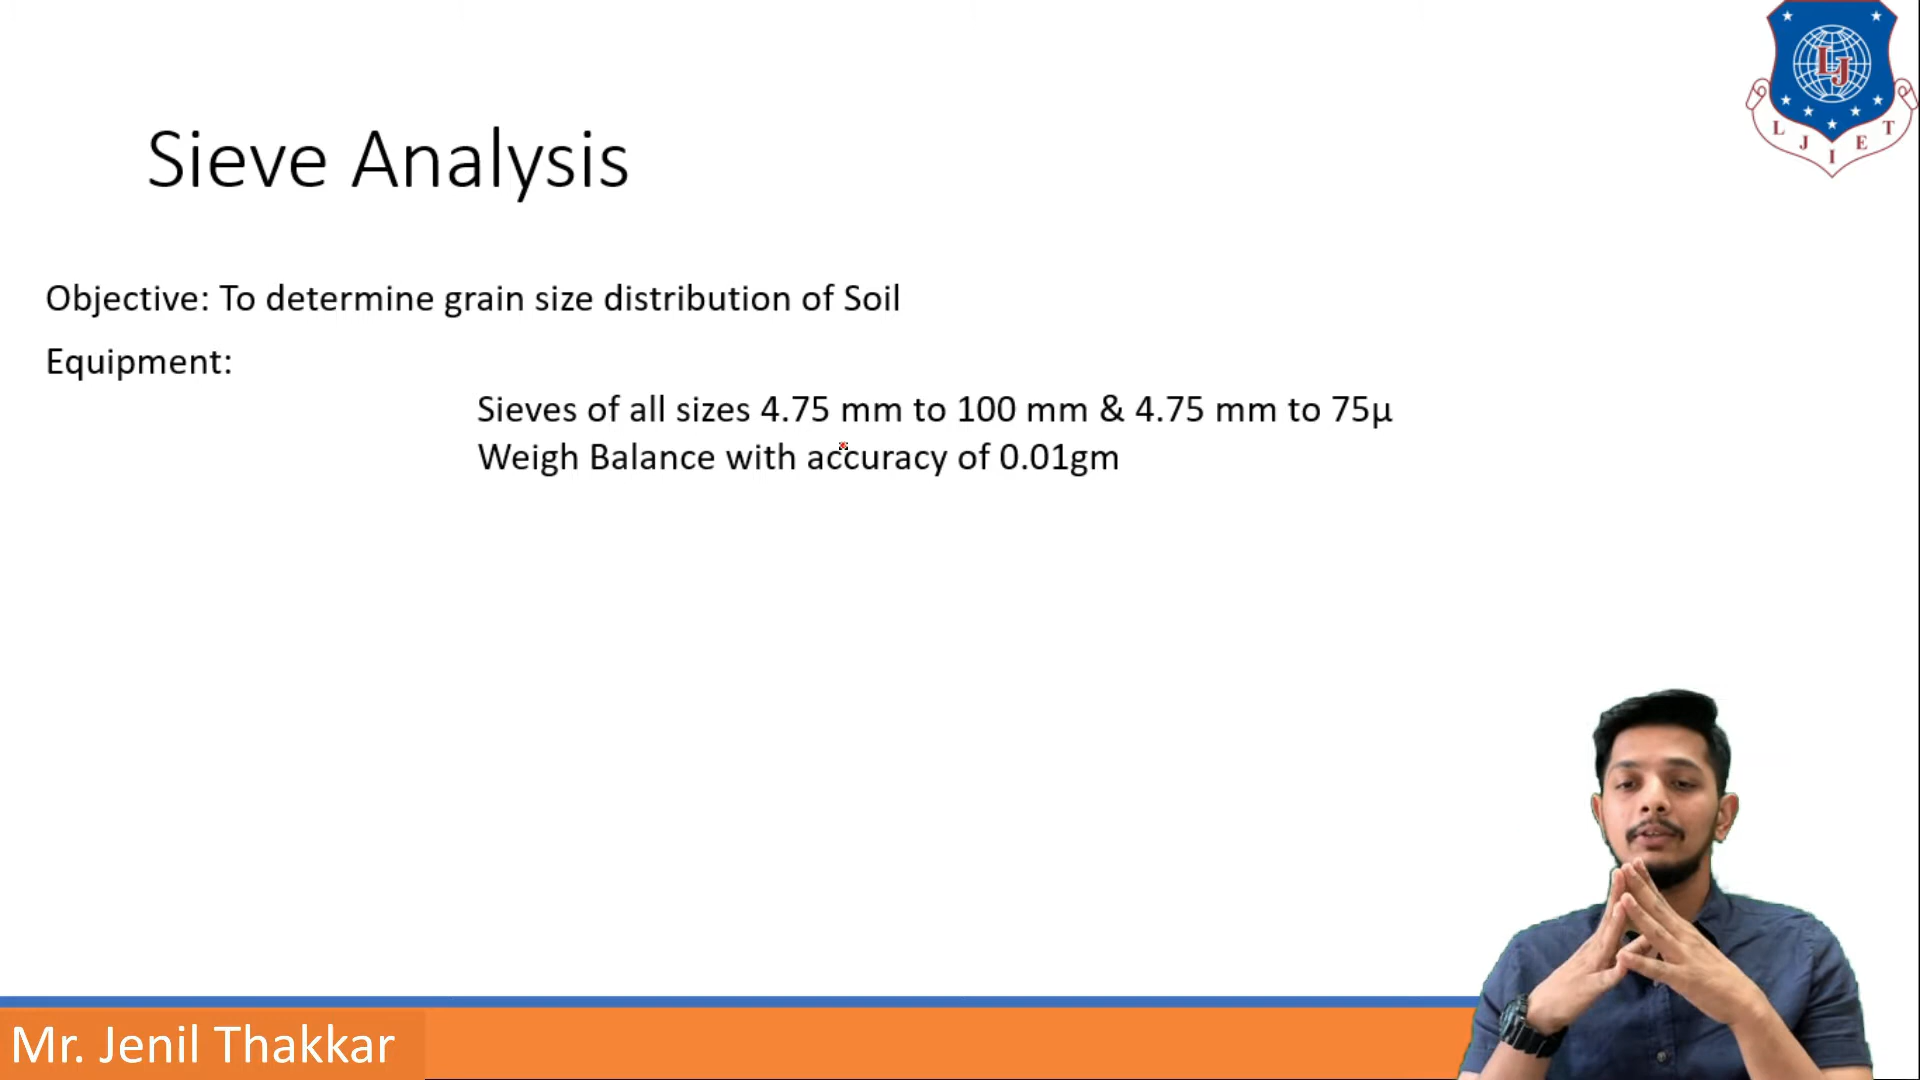 LJ
L J I E T
Sieve Analysis
Objective: To determine grain size distribution of Soil
Equipment:
Sieves of all sizes 4.75 mm to 100 mm & 4.75 mm to 75µ
Weigh Balance with accuracy of 0.01gm
Mr. Jenil Thakkar